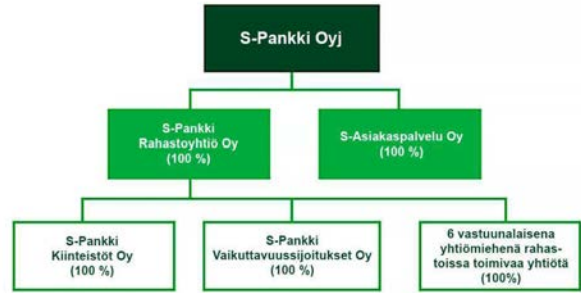 S-Pankki Oyj
S-Pankki
Rahastoyhtiö Oy
(100 %)
S-Asiakaspalvelu Oy
(100 %)
S-Pankki
Kiinteistöt Oy
(100 %)
S-Pankki
Vaikuttavuussijoitukset Oy
(100 %)
6 vastuunalaisena
yhtiömiehenä rahas-
toissa toimivaa yhtiötä
(100%)